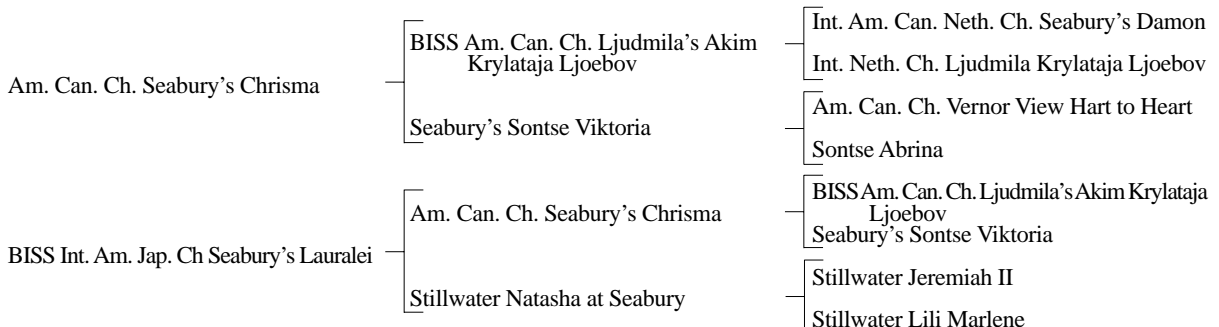 Am. Can. Ch. Seabury’s Chrisma
BISS Am. Can. Ch. Ljudmila’s Akim
Krylataja Ljoebov
Int. Am. Can. Neth. Ch. Seabury’s Damon
Int. Neth. Ch. Ljudmila Krylataja Ljoebov
Seabury’s Sontse Viktoria
Am. Can. Ch. Vernor View Hart to Heart
Sontse Abrina
BISS Int. Am. Jap. Ch Seabury’s Lauralei
Am. Can. Ch. Seabury’s Chrisma
BISS Am. Can. Ch. Ljudmila’s Akim Krylataja
Ljoebov
Seabury’s Sontse Viktoria
Stillwater Natasha at Seabury
Stillwater Jeremiah II
Stillwater Lili Marlene